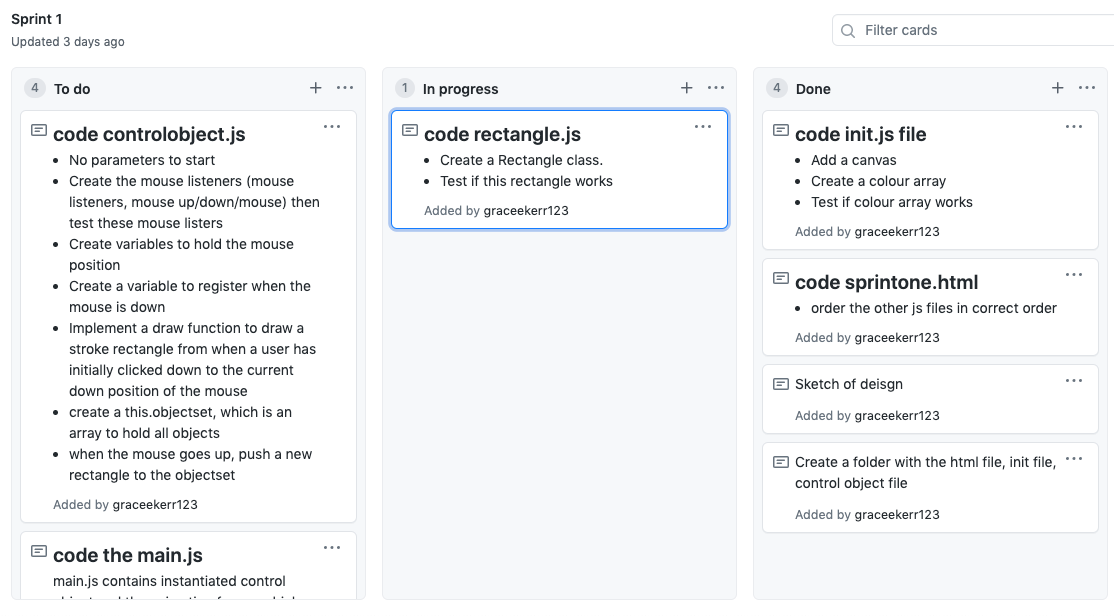 Sprint 1
Updated 3 days ago
Filter cards
4 To do
code controlobject.js
No parameters to start
Create the mouse listeners (mouse
listeners, mouse up/down/mouse) then
test these mouse listers
Create variables to hold the mouse
position
Create a variable to register when the
mouse is down
Implement a draw function to draw a
stroke rectangle from when a user has
initially clicked down to the current
down position of the mouse
create a this.objectset, which is an
array to hold all objects
when the mouse goes up, push a new
rectangle to the objectset
Added by graceekerr123
code the main.js
main.js contains instantiated control
1 In progress
code rectangle.js
Create a Rectangle class.
Test if this rectangle works
Added by graceekerr123
4 Done
code init.js file
Add a canvas
Create a colour array
Test if colour array works
Added by graceekerr123
code sprintone.html
order the other js files in correct order
Added by graceekerr123
Sketch of deisgn
Added by graceekerr123
Create a folder with the html file, init file,
control object file
Added by graceekerr123